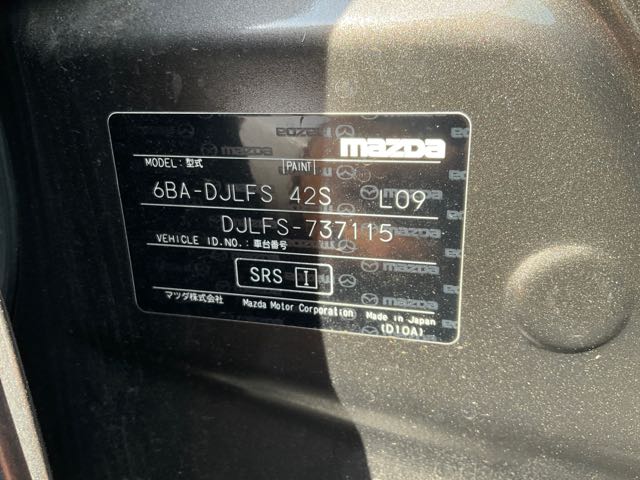 mazda
MODEL:型式 PAINT
6BA-DJLFS 42S L09
DJLFS-737115
VEHICLE ID.NO.:車台番号
SRS I
マツダ株式会社 Mazda Motor Corporation Made in Japan
(D10A)